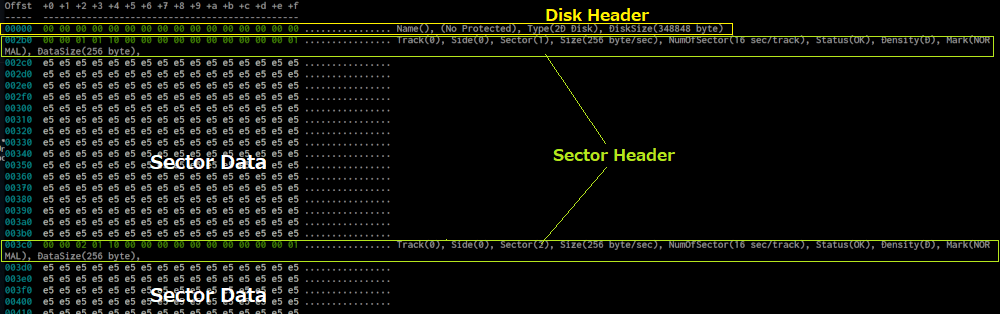 Offst +0 +1 +2 +3 +4 +5 +6 +7 +8 +9 +a +b +c +d +e +f
Disk Header
00000 00 00 00 00 00 00 00 00 00 00 00 00 00 00 00 00 ................ Name(), (No Protected), Type(2D Disk), DiskSize(348848 byte)
002b0 00 00 01 01 10 00 00 00 00 00 00 00 00 00 00 01 ................ Track(0), Side(0), Sector(1), Size(256 byte/sec), NumOfSector(16 sec/track), Status(OK), Density(D), Mark(NOR
MAL), DataSize(256 byte),
002c0 e5 e5 e5 e5 e5 e5 e5 e5 e5 e5 e5 e5 e5 e5 e5 e5 ................
002d0 e5 e5 e5 e5 e5 e5 e5 e5 e5 e5 e5 e5 e5 e5 e5 e5 ................
002e0 e5 e5 e5 e5 e5 e5 e5 e5 e5 e5 e5 e5 e5 e5 e5 e5 ................
002f0 e5 e5 e5 e5 e5 e5 e5 e5 e5 e5 e5 e5 e5 e5 e5 e5 ................
00300 e5 e5 e5 e5 e5 e5 e5 e5 e5 e5 e5 e5 e5 e5 e5 e5 ................
00310 e5 e5 e5 e5 e5 e5 e5 e5 e5 e5 e5 e5 e5 e5 e5 e5 ................
00320 e5 e5 e5 e5 e5 e5 e5 e5 e5 e5 e5 e5 e5 e5 e5 e5 ................
00330 e5 e5 e5 e5 e5 e5 e5 e5 e5 e5 e5 e5 e5 e5 e5 e5 ................
00340 e5 e5 e5 e5 e5 e5 e5 e5 e5 e5 e5 e5 e5 e5 e5 e5 ................
Sector Data
Sector Header
00350 e5 e5 e5 e5 e5 e5 e5 e5 e5 e5 e5 e5 e5 e5 e5 e5 ................
00360 e5 e5 e5 e5 e5 e5 e5 e5 e5 e5 e5 e5 e5 e5 e5 e5 ................
00370 e5 e5 e5 e5 e5 e5 e5 e5 e5 e5 e5 e5 e5 e5 e5 e5 ................
00380 e5 e5 e5 e5 e5 e5 e5 e5 e5 e5 e5 e5 e5 e5 e5 e5 ................
00390 e5 e5 e5 e5 e5 e5 e5 e5 e5 e5 e5 e5 e5 e5 e5 e5 ................
003a0 e5 e5 e5 e5 e5 e5 e5 e5 e5 e5 e5 e5 e5 e5 e5 e5 ................
003b0 e5 e5 e5 e5 e5 e5 e5 e5 e5 e5 e5 e5 e5 e5 e5 e5 ................
003c0 00 00 02 01 10 00 00 00 00 00 00 00 00 00 00 01 ................ Track(0), Side(0), Sector(2), Size(256 byte/sec), NumOfSector(16 sec/track), Status(OK), Density(D), Mark(NOR
MAL), DataSize(256 byte),
003d0 e5 e5 e5 e5 e5 e5 e5 e5 e5 e5 e5 e5 e5 e5 e5 e5 ................
003e0 e5 e5 e5 e5 e5 e5 e5 e5 e5 e5 e5 e5 e5 e5 e5 e5 ................
003f0 e5 e5 e5 e5 e5 e5 e5 e5 e5 e5 e5 e5 e5 e5 e5 e5 ................
Sector Data
00400 e5 e5 e5 e5 e5 e5 e5 e5 e5 e5 e5 e5 e5 e5 e5 e5 ................
00410 e5 e5 e5 e5 e5 e5 e5 e5 e5 e5 e5 e5 e5 e5 e5 e5 ................